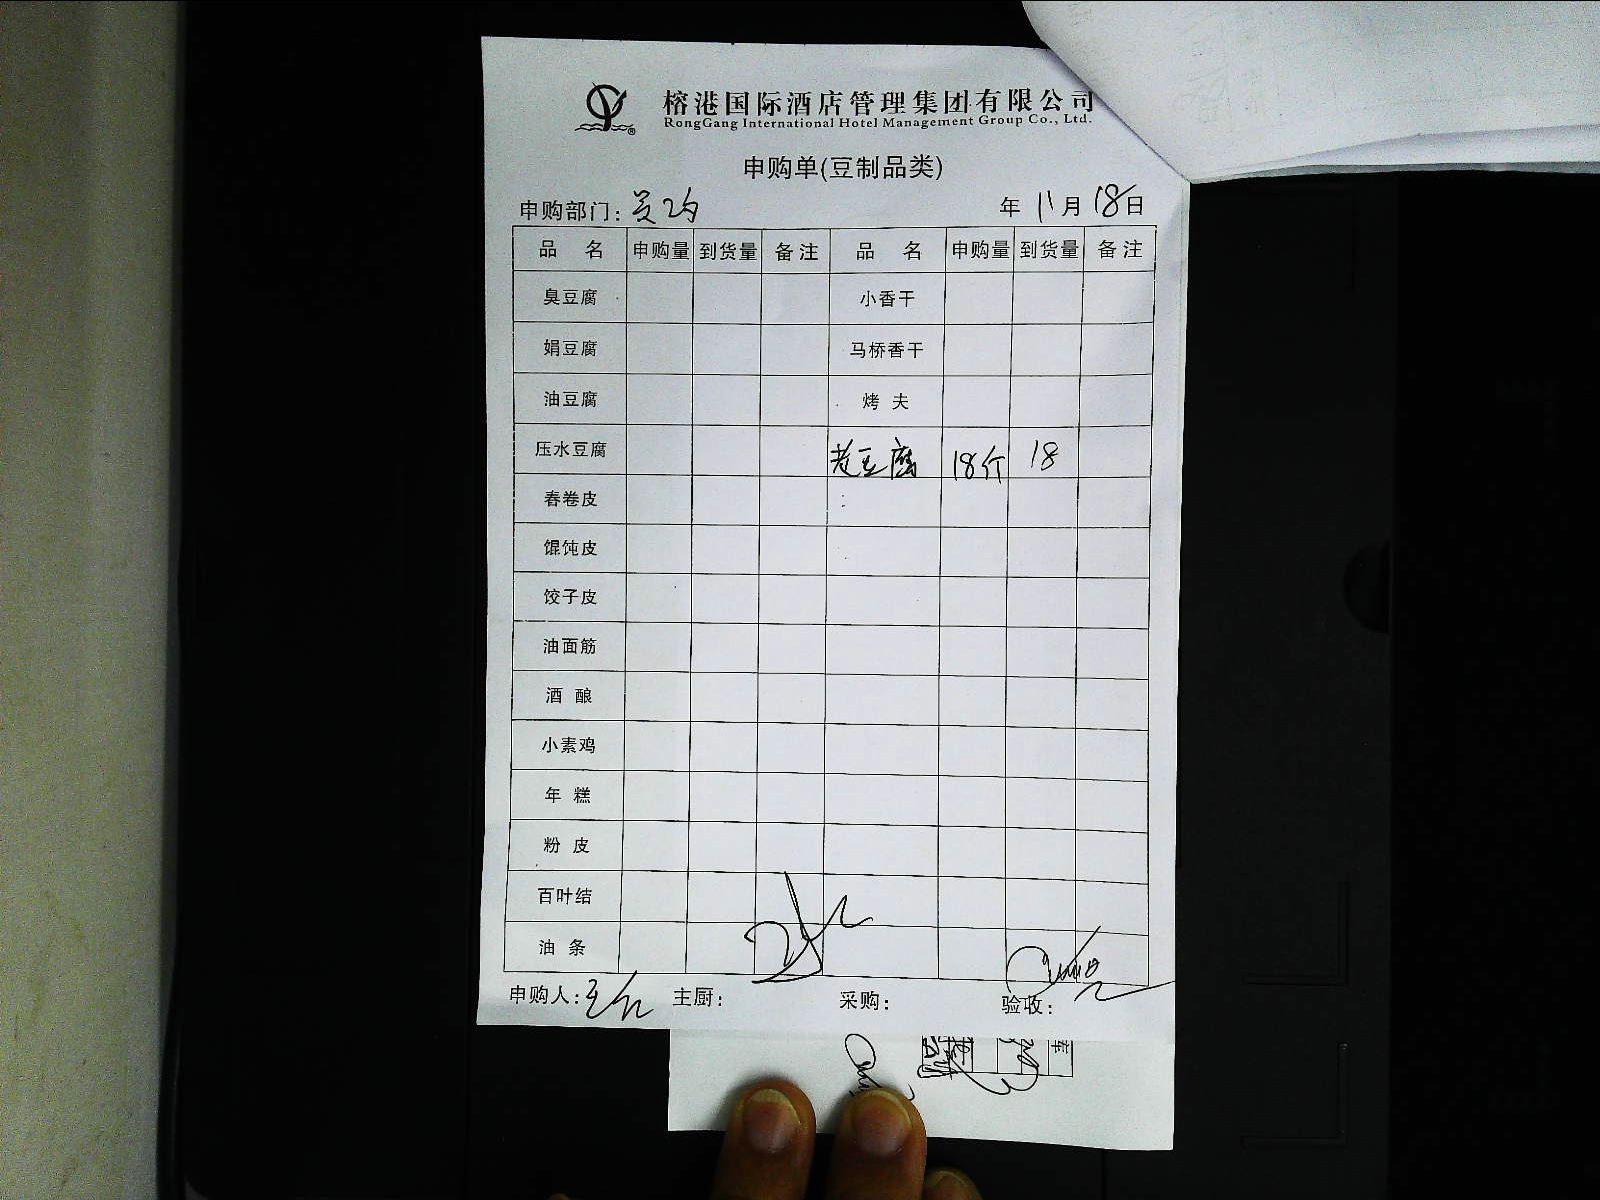 榕港国际酒店管理集团有限公司
RongGang International Hotel Management Group Co., Ltd.
申购单(豆制品类)
申购部门: 年 11月 18日
品 名 申购量 到货量 备注 品 名 申购量 到货量 备注
臭豆腐 小香干
娟豆腐 马桥香干
油豆腐 烤 夫
压水豆腐 老豆腐 18斤 18
春卷皮
馄饨皮
饺子皮
油面筋
酒 酿
小素鸡
年 糕
粉 皮
百叶结
油 条
申购人: 主厨: 采购: 验收:
库